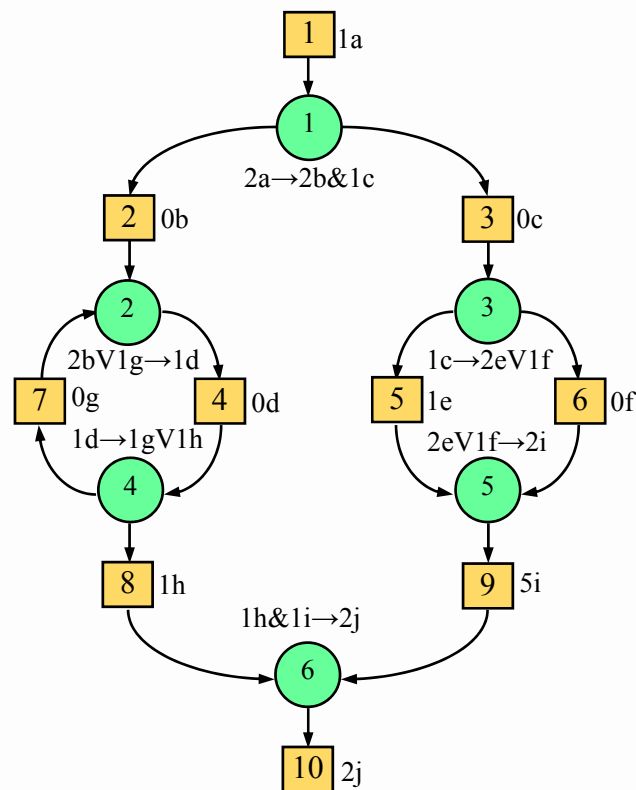 1 1a
1
2a→2b&1c
2 0b
3 0c
2
3
2bV1g→1d
1c→2eV1f
7 0g
4 0d
5 1e
6 0f
1d→1gV1h
2eV1f→2i
4
5
8 1h
9 5i
1h&1i→2j
6
10 2j